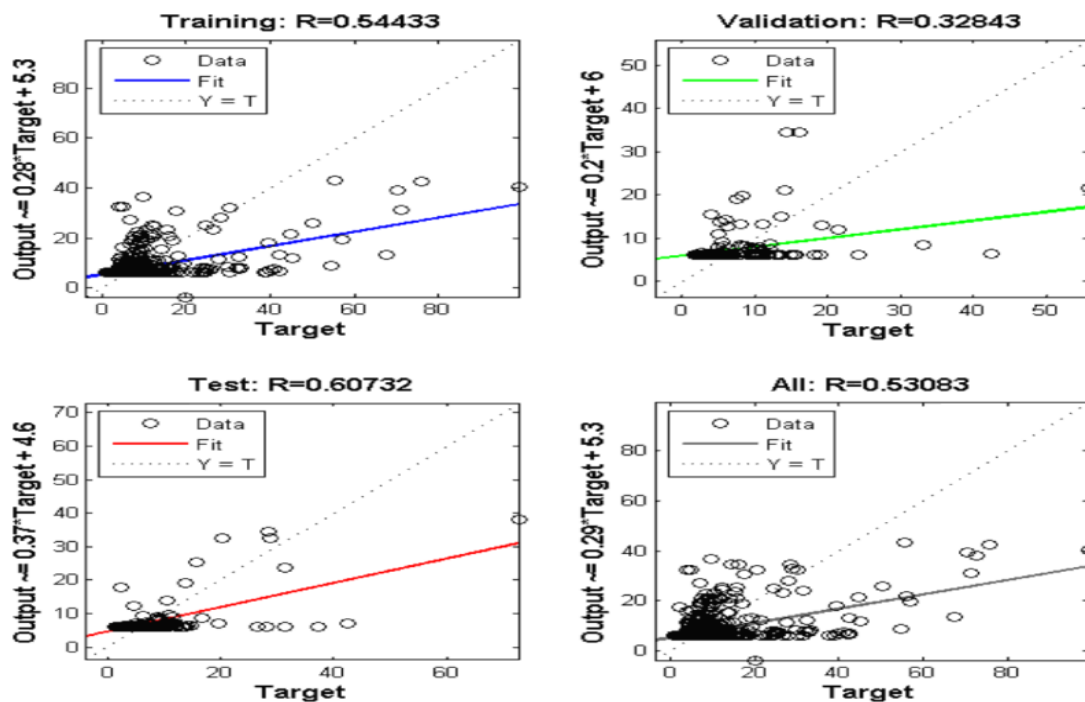 Training: R=0.54433
Output ~= 0.28*Target + 5.3
80
60
40
20
0
Data
Fit
Y = T
20
40
60
80
Target
Validation: R=0.32843
Output ~= 0.2*Target + 6
50
40
30
20
10
0
Data
Fit
Y = T
0
10
20
30
40
50
Target
Test: R=0.60732
Output ~= 0.37*Target + 4.6
70
60
50
40
30
20
10
0
Data
Fit
Y = T
0
20
40
60
Target
All: R=0.53083
Output ~= 0.29*Target + 5.3
80
60
40
20
0
Data
Fit
Y = T
0
20
40
60
80
Target